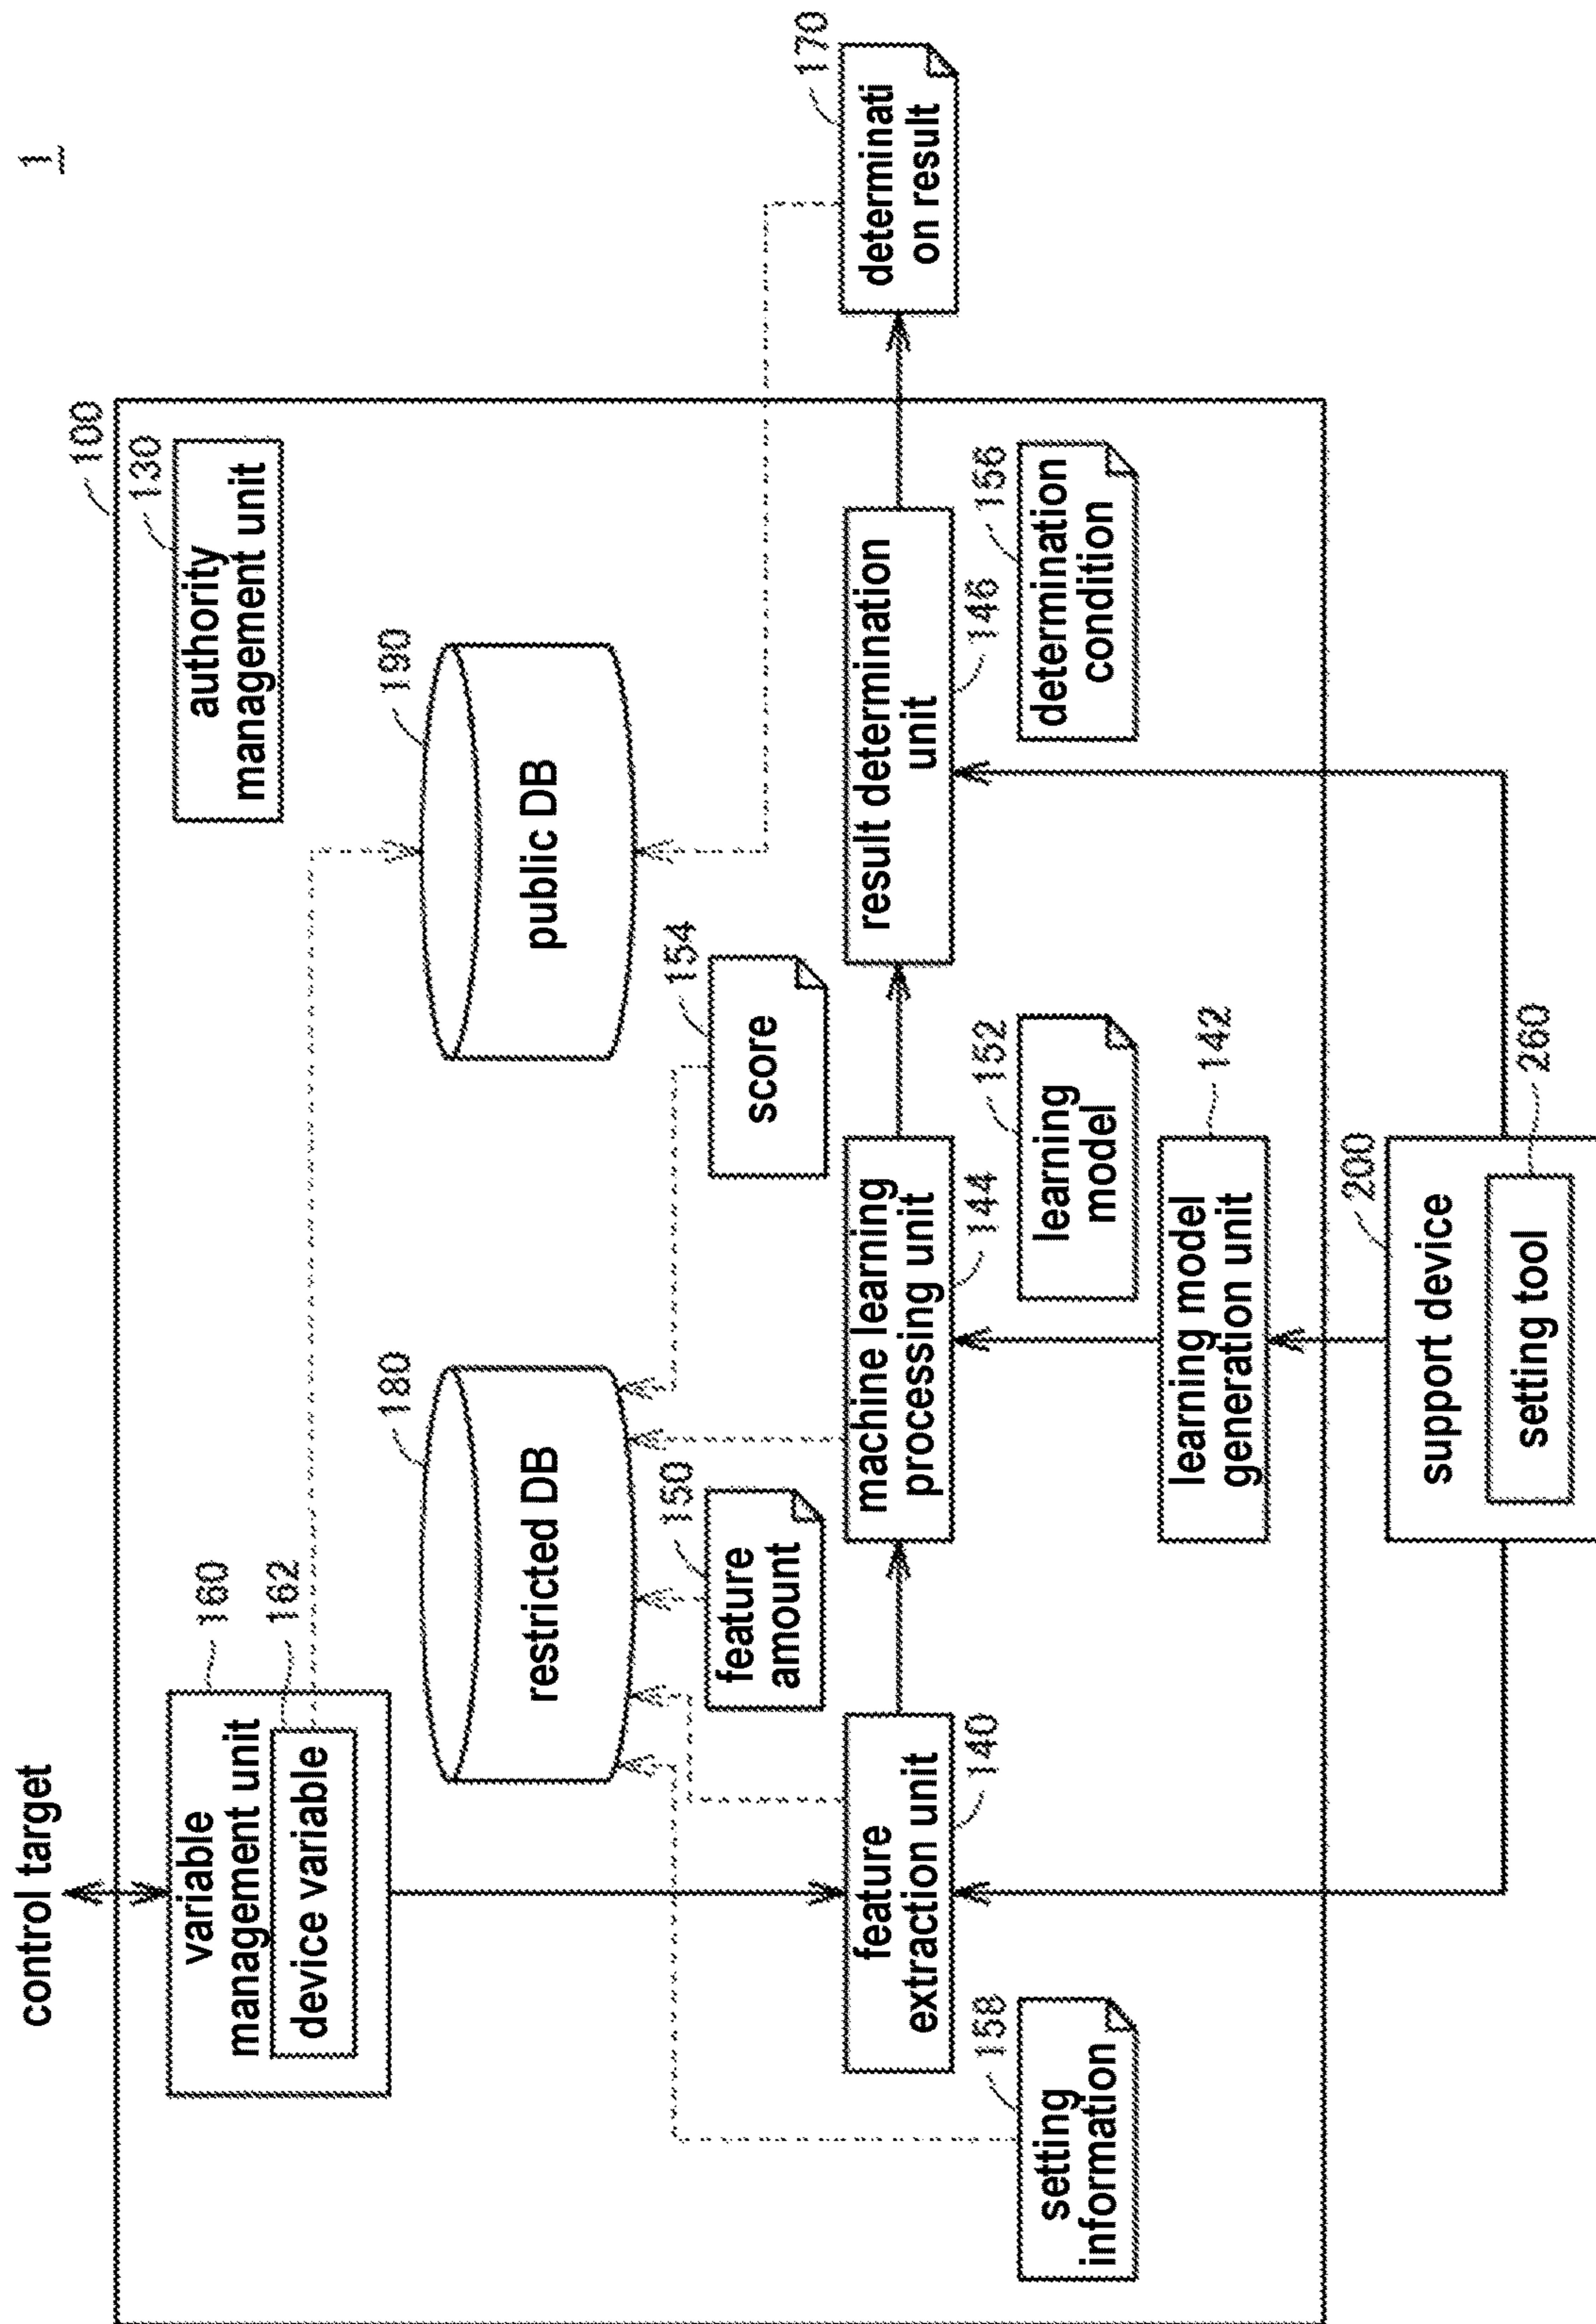 1
control target
100
160
variable
management unit
162
device variable
130
authority
management unit
180
restricted DB
190
public DB
150
feature
amount
154
score
170
determinati
on result
feature
extraction unit
140
machine learning
processing unit
144
result determination
unit
146
158
setting
information
152
learning
model
156
determination
condition
learning model
generation unit
142
200
support device
260
setting tool